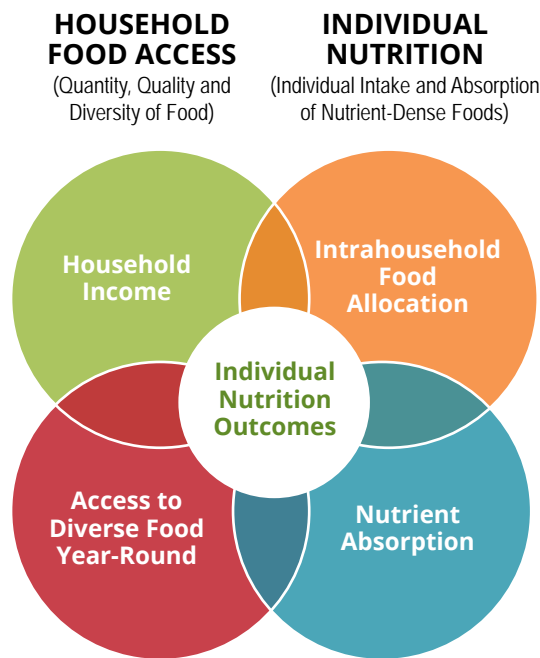 HOUSEHOLD
FOOD ACCESS
(Quantity, Quality and
Diversity of Food)
INDIVIDUAL
NUTRITION
(Individual Intake and Absorption
of Nutrient-Dense Foods)
Household
Income
Intrahousehold
Food
Allocation
Individual
Nutrition
Outcomes
Access to
Diverse Food
Year-Round
Nutrient
Absorption